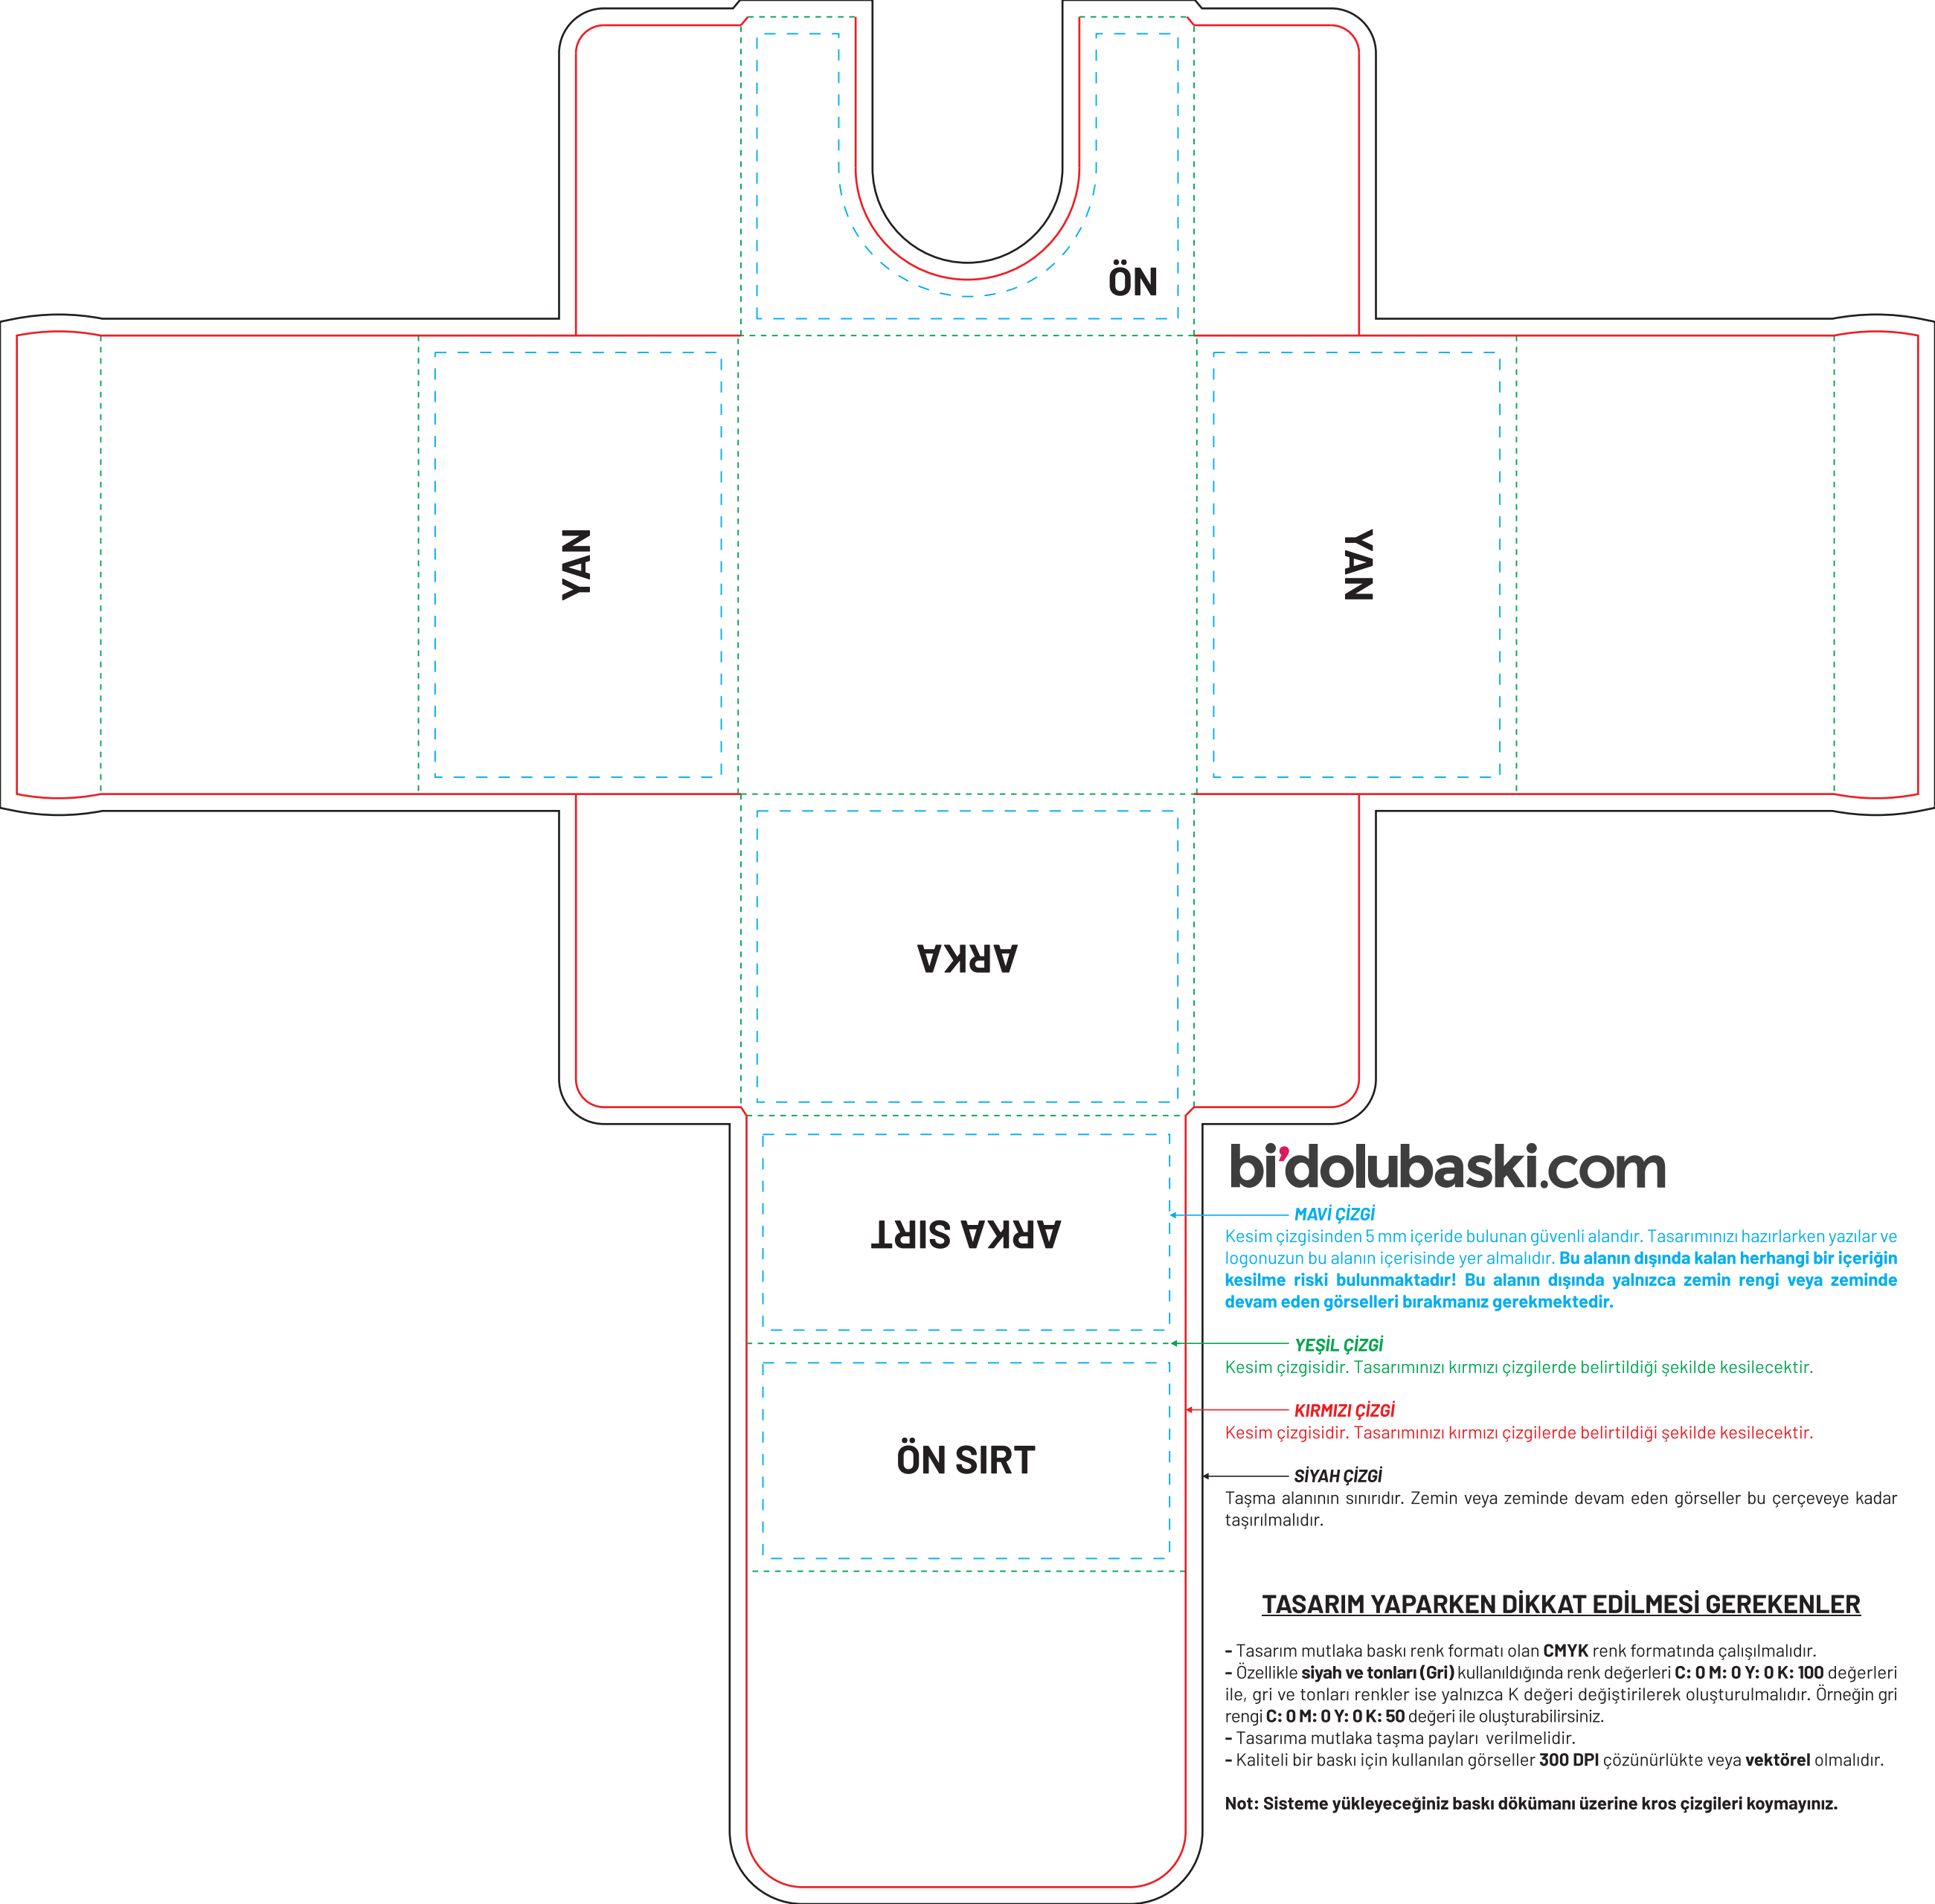 ÖN
YAN
YAN
ARKA
ARKA SIRT
ÖN SIRT
bi'dolubaski.com
MAVİ ÇİZGİ
Kesim çizgisinden 5 mm içeride bulunan güvenli alandır. Tasarımınızı hazırlarken yazılar ve
logonuzun bu alanın içerisinde yer almalıdır. Bu alanın dışında kalan herhangi bir içeriğin
kesilme riski bulunmaktadır! Bu alanın dışında yalnızca zemin rengi veya zeminde
devam eden görselleri bırakmanız gerekmektedir.
YEŞİL ÇİZGİ
Kesim çizgisidir. Tasarımınızı kırmızı çizgilerde belirtildiği şekilde kesilecektir.
KIRMIZI ÇİZGİ
Kesim çizgisidir. Tasarımınızı kırmızı çizgilerde belirtildiği şekilde kesilecektir.
SİYAH ÇİZGİ
Taşma alanının sınırıdır. Zemin veya zeminde devam eden görseller bu çerçeveye kadar
taşırılmalıdır.
TASARIM YAPARKEN DİKKAT EDİLMESİ GEREKENLER
- Tasarım mutlaka baskı renk formatı olan CMYK renk formatında çalışılmalıdır.
- Özellikle siyah ve tonları (Gri) kullanıldığında renk değerleri C: 0 M: 0 Y: 0 K: 100 değerleri
ile, gri ve tonları renkler ise yalnızca K değeri değiştirilerek oluşturulmalıdır. Örneğin gri
rengi C: 0 M: 0 Y: 0 K: 50 değeri ile oluşturabilirsiniz.
- Tasarıma mutlaka taşma payları verilmelidir.
- Kaliteli bir baskı için kullanılan görseller 300 DPI çözünürlükte veya vektörel olmalıdır.
Not: Sisteme yükleyeceğiniz baskı dökümanı üzerine kros çizgileri koymayınız.